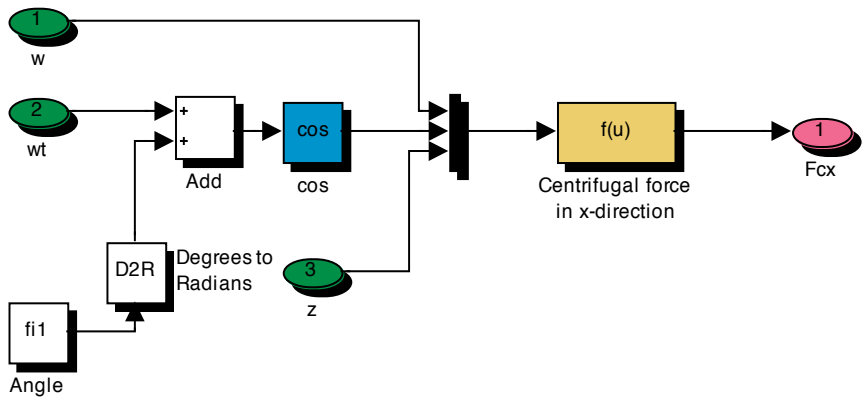 1
w
2
wt
+
+
Add
cos
cos
f(u)
Centrifugal force
in x-direction
1
Fcx
D2R
Degrees to
Radians
3
z
fi1
Angle